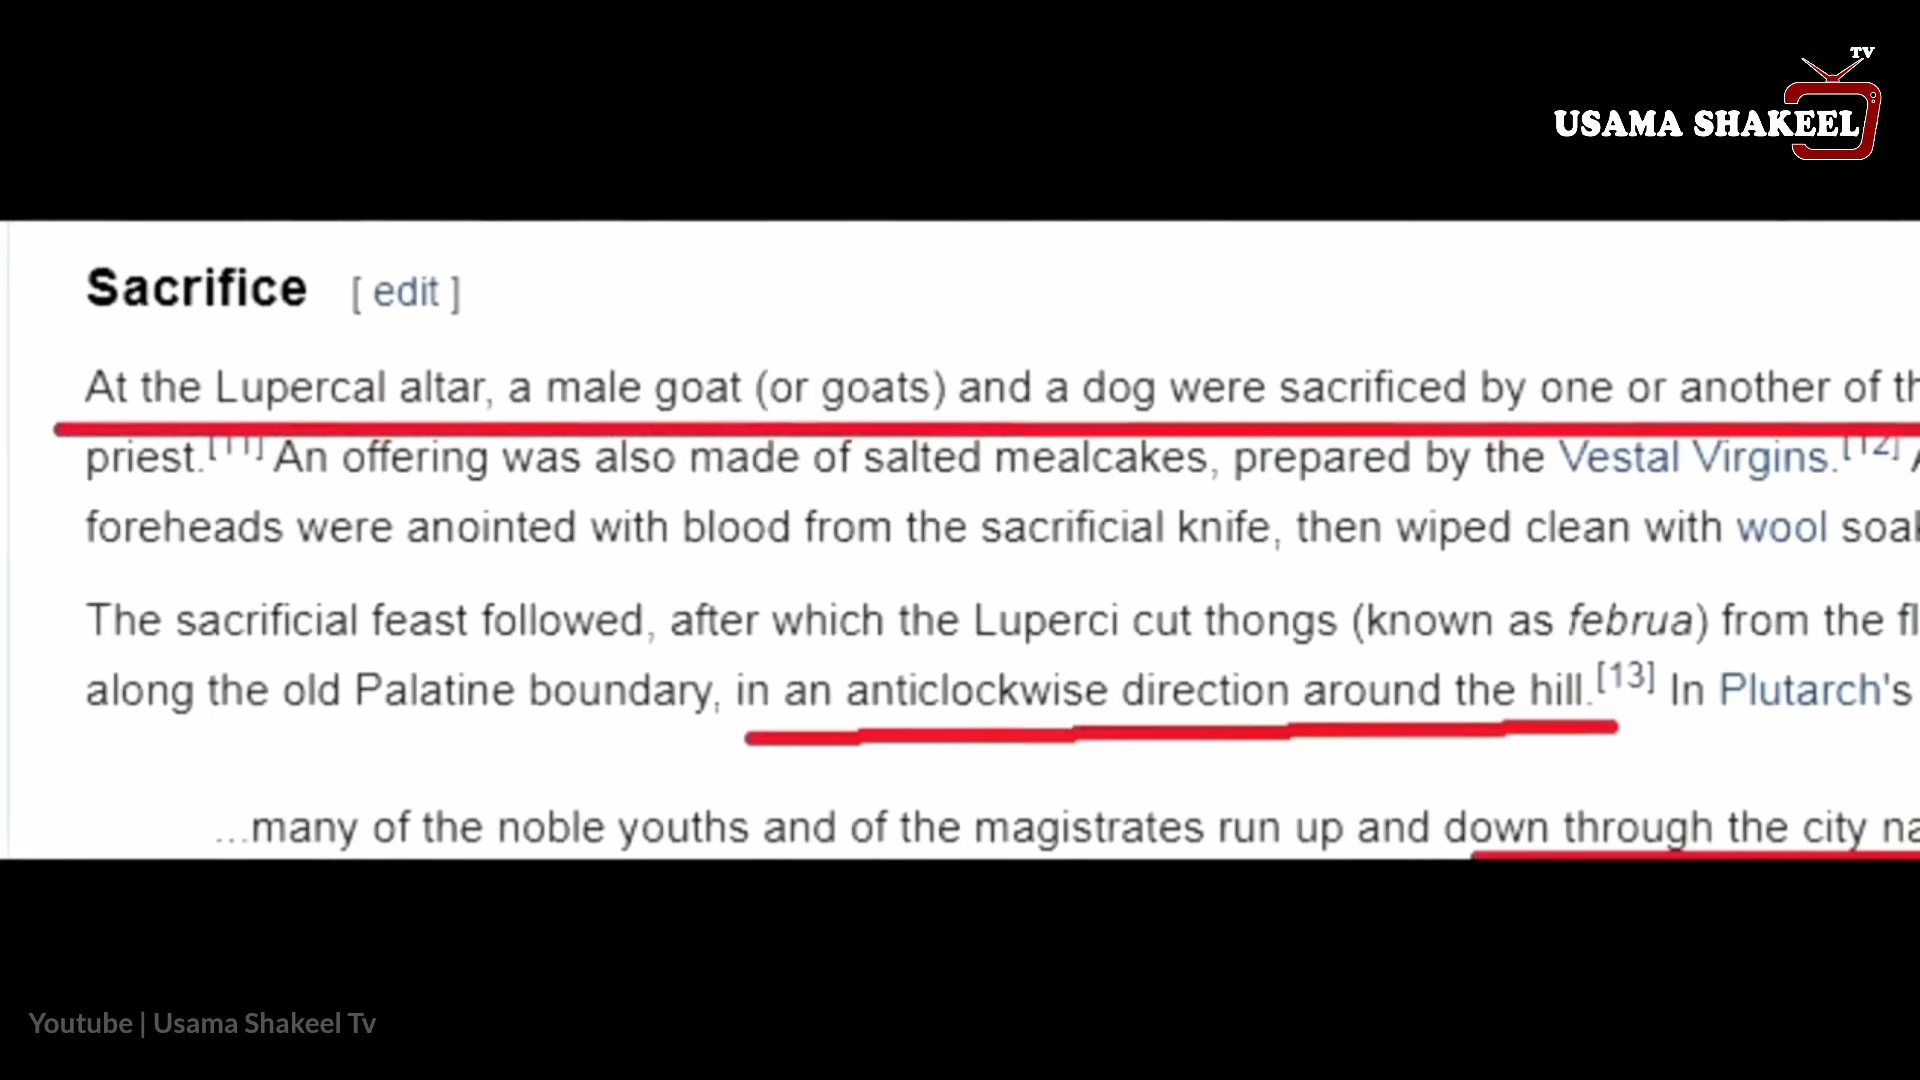 TV
USAMA SHAKEEL
Sacrifice [ edit ]
At the Lupercal altar, a male goat (or goats) and a dog were sacrificed by one or another of
priest.[11] An offering was also made of salted mealcakes, prepared by the Vestal Virgins.[12]
foreheads were anointed with blood from the sacrificial knife, then wiped clean with wool
The sacrificial feast followed, after which the Luperci cut thongs (known as februa) from the
along the old Palatine boundary, in an anticlockwise direction around the hill.[13] In Plutarch's
...many of the noble youths and of the magistrates run up and down through the city
Youtube | Usama Shakeel Tv